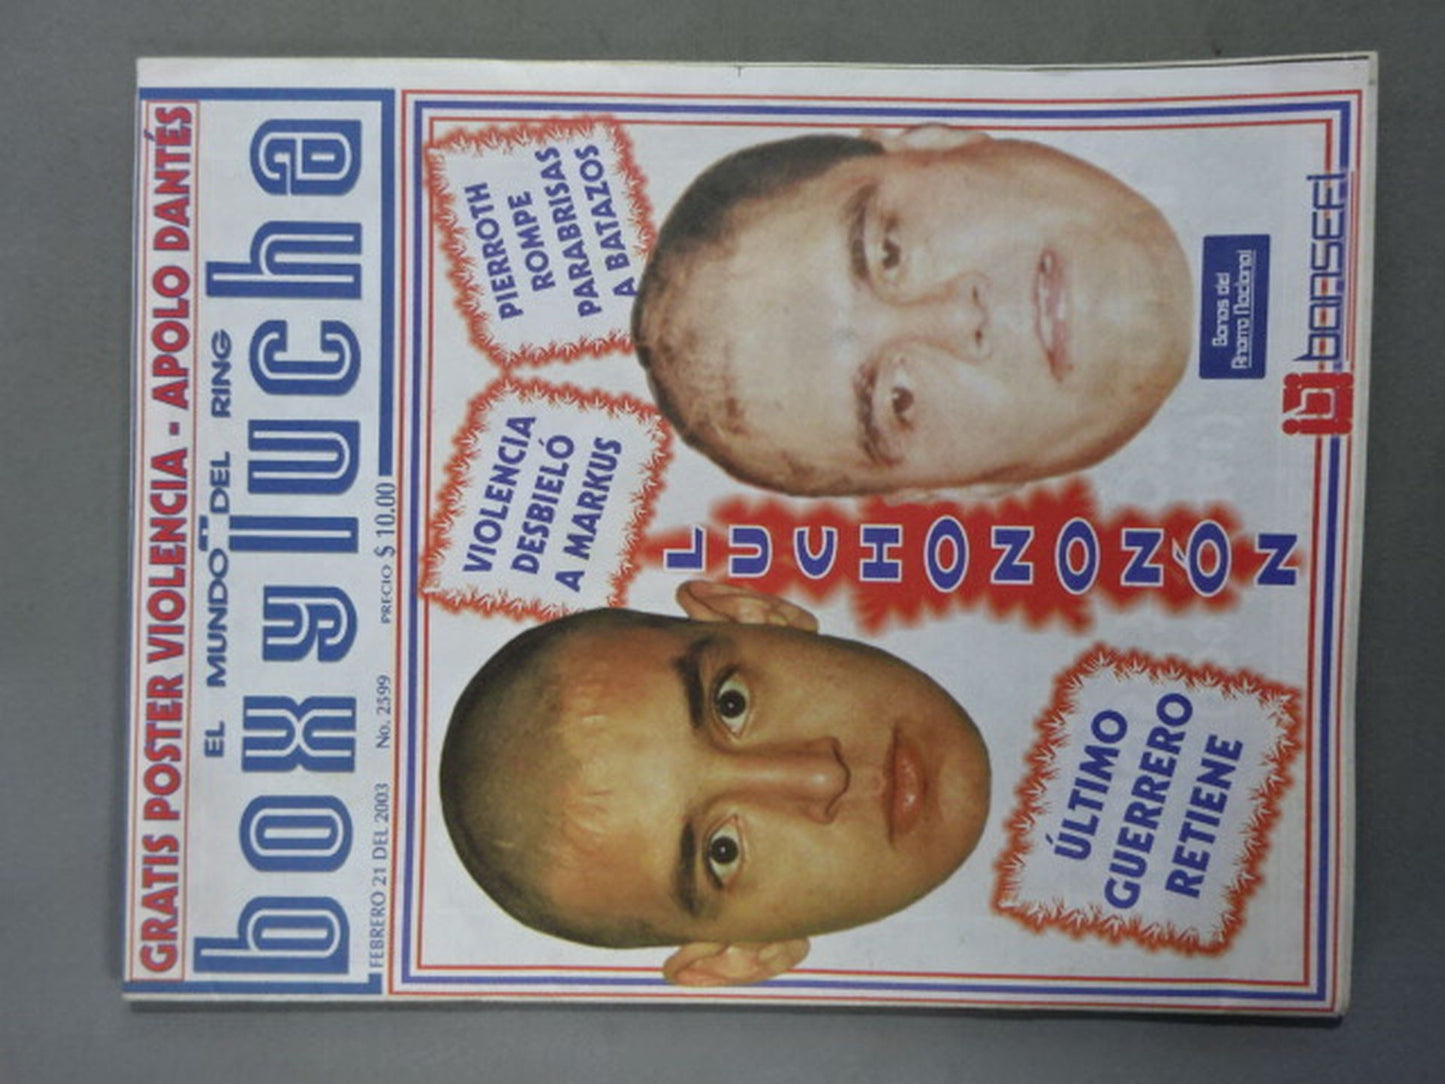 GRATIS POSTER VIOLENCIA - APOLO DANTÉS
EL MUNDO DEL RING
box y lucha
FEBRERO 21 DEL 2003 No. 2599 PRECIO $ 10.00
VIOLENCIA
DESBIELÓ
A MARKUS
PIERROTH
ROMPE
PARABRISAS
A BATAZOS
LUCHONONÓN
ÚLTIMO
GUERRERO
RETIENE
Bonos del
Ahorro Nacional
bansefi